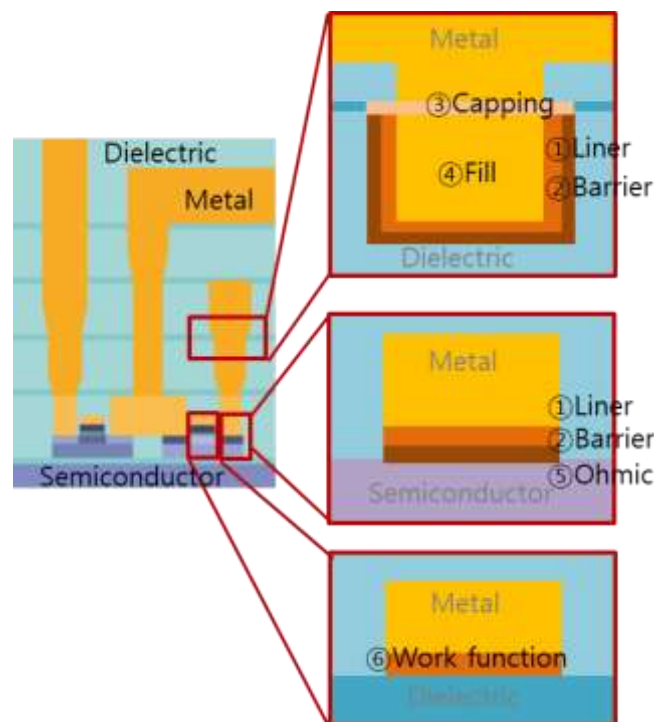 Dielectric
Metal
Semiconductor
Metal
③Capping
①Liner
④Fill
②Barrier
Dielectric
Metal
①Liner
②Barrier
⑤Ohmic
Semiconductor
Metal
⑥Work function
Dielectric